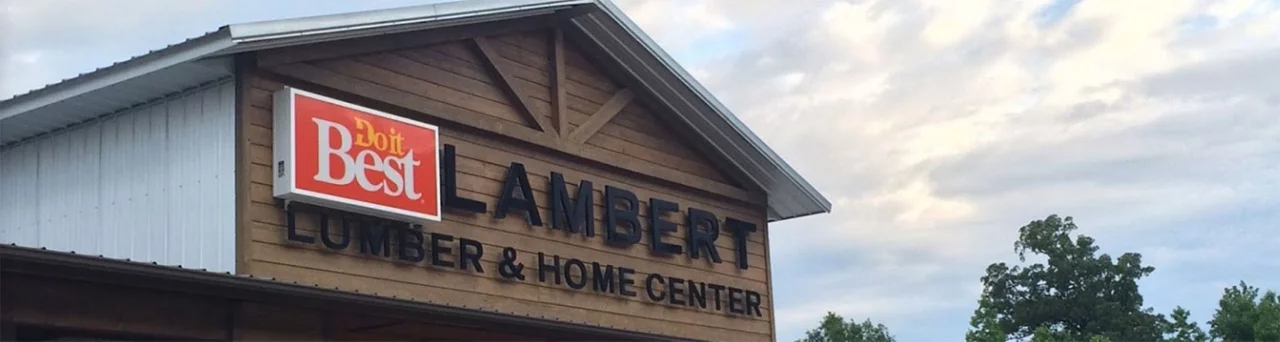 Do it
Best
LAMBERT
LUMBER & HOME CENTER